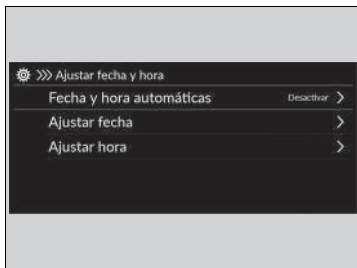 >>> Ajustar fecha y hora
Fecha y hora automáticas Desactivar >
Ajustar fecha >
Ajustar hora >